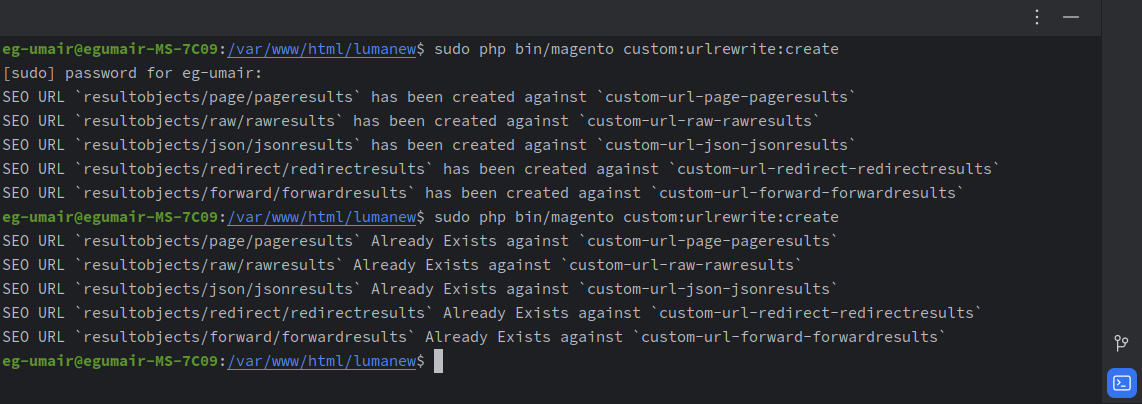 eg-umair@egumair-MS-7C09:/var/www/html/lumanew$ sudo php bin/magento custom:urlrewrite:create
[sudo] password for eg-umair:
SEO URL `resultobjects/page/pageresults` has been created against `custom-url-page-pageresults`
SEO URL `resultobjects/raw/rawresults` has been created against `custom-url-raw-rawresults`
SEO URL `resultobjects/json/jsonresults` has been created against `custom-url-json-jsonresults`
SEO URL `resultobjects/redirect/redirectresults` has been created against `custom-url-redirect-redirectresults`
SEO URL `resultobjects/forward/forwardresults` has been created against `custom-url-forward-forwardresults`
eg-umair@egumair-MS-7C09:/var/www/html/lumanew$ sudo php bin/magento custom:urlrewrite:create
SEO URL `resultobjects/page/pageresults` Already Exists against `custom-url-page-pageresults`
SEO URL `resultobjects/raw/rawresults` Already Exists against `custom-url-raw-rawresults`
SEO URL `resultobjects/json/jsonresults` Already Exists against `custom-url-json-jsonresults`
SEO URL `resultobjects/redirect/redirectresults` Already Exists against `custom-url-redirect-redirectresults`
SEO URL `resultobjects/forward/forwardresults` Already Exists against `custom-url-forward-forwardresults`
eg-umair@egumair-MS-7C09:/var/www/html/lumanew$